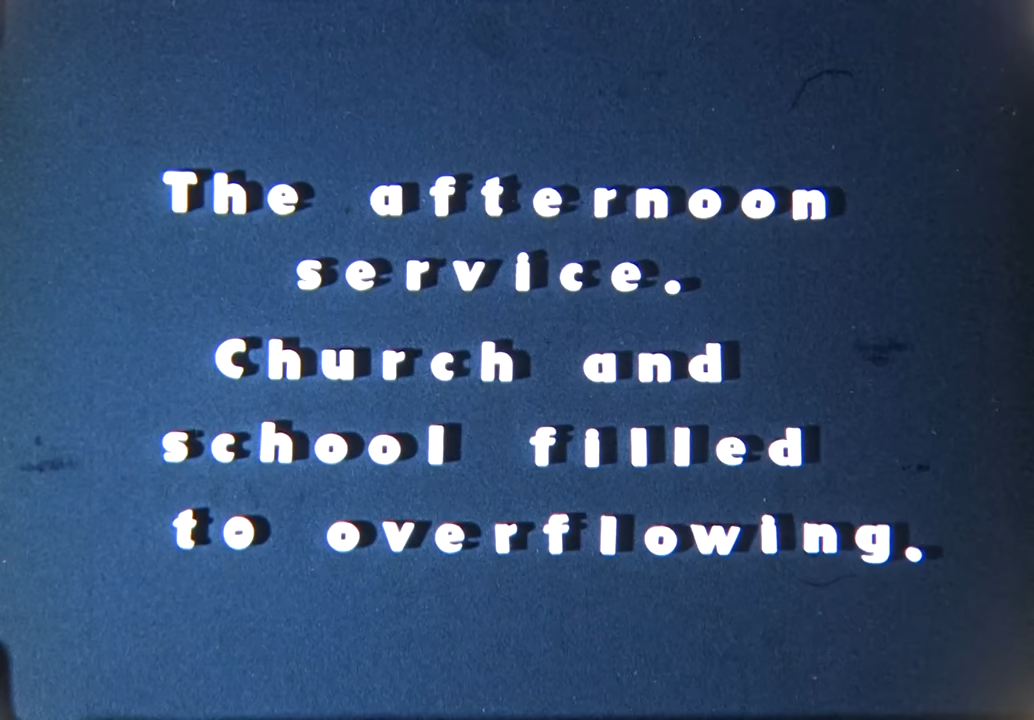 The afternoon
service.
Church and
school filled
to overflowing.